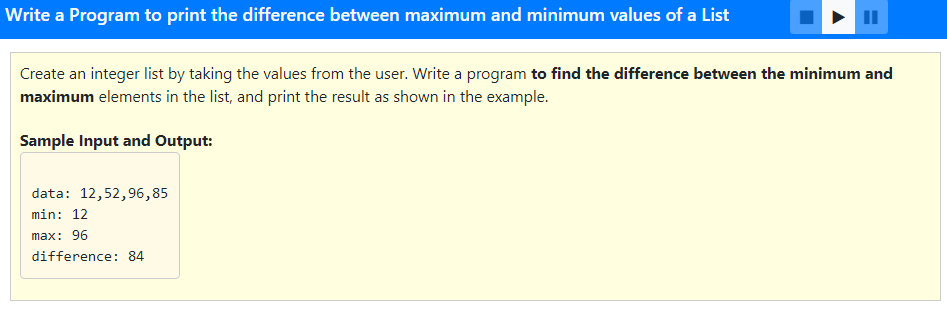 Write a Program to print the difference between maximum and minimum values of a List
Create an integer list by taking the values from the user. Write a program to find the difference between the minimum and
maximum elements in the list, and print the result as shown in the example.
Sample Input and Output:
data: 12,52,96,85
min: 12
max: 96
difference: 84